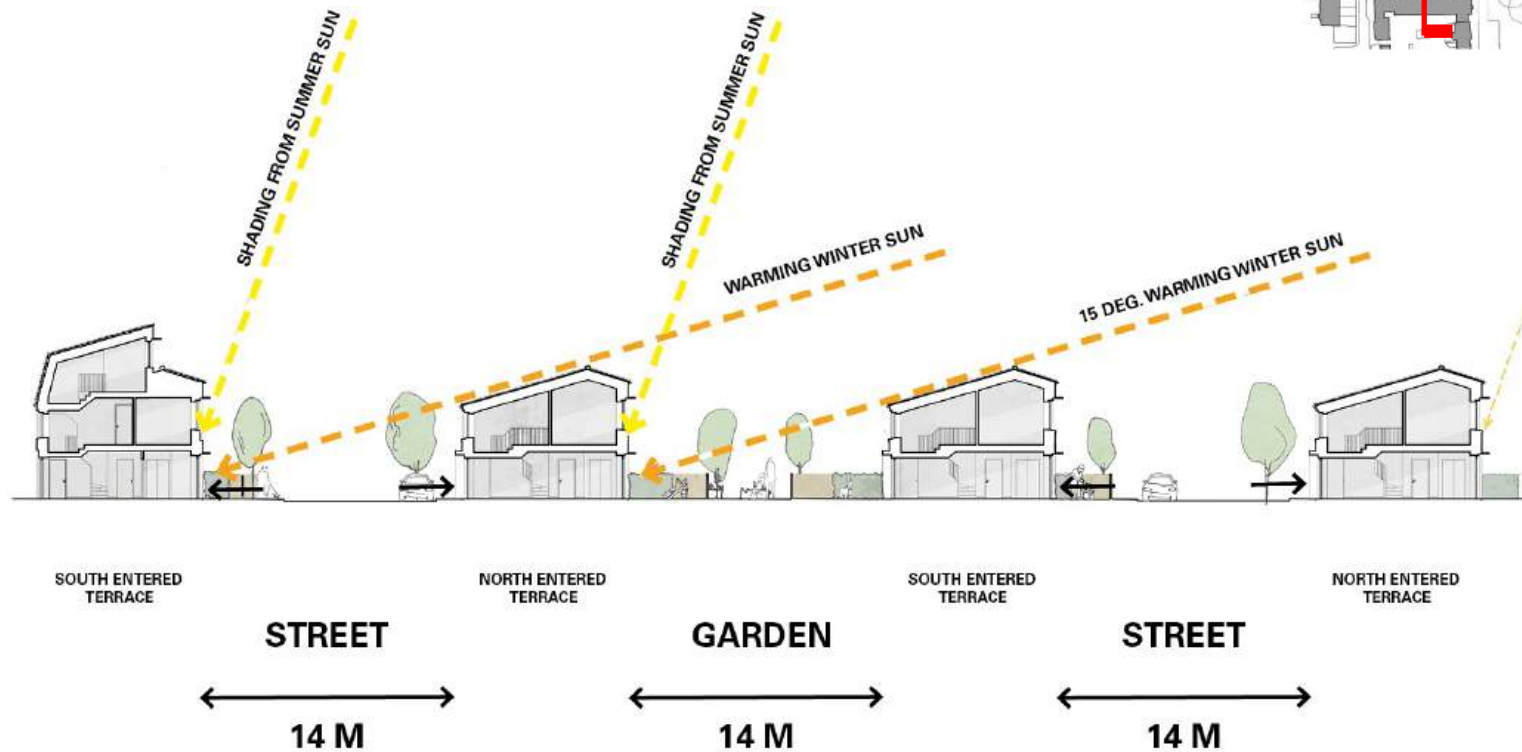 SHADING FROM SUMMER SUN
SHADING FROM SUMMER SUN
WARMING WINTER SUN
15 DEG. WARMING WINTER SUN
SOUTH ENTERED
TERRACE
NORTH ENTERED
TERRACE
SOUTH ENTERED
TERRACE
NORTH ENTERED
TERRACE
STREET
GARDEN
STREET
14 M
14 M
14 M